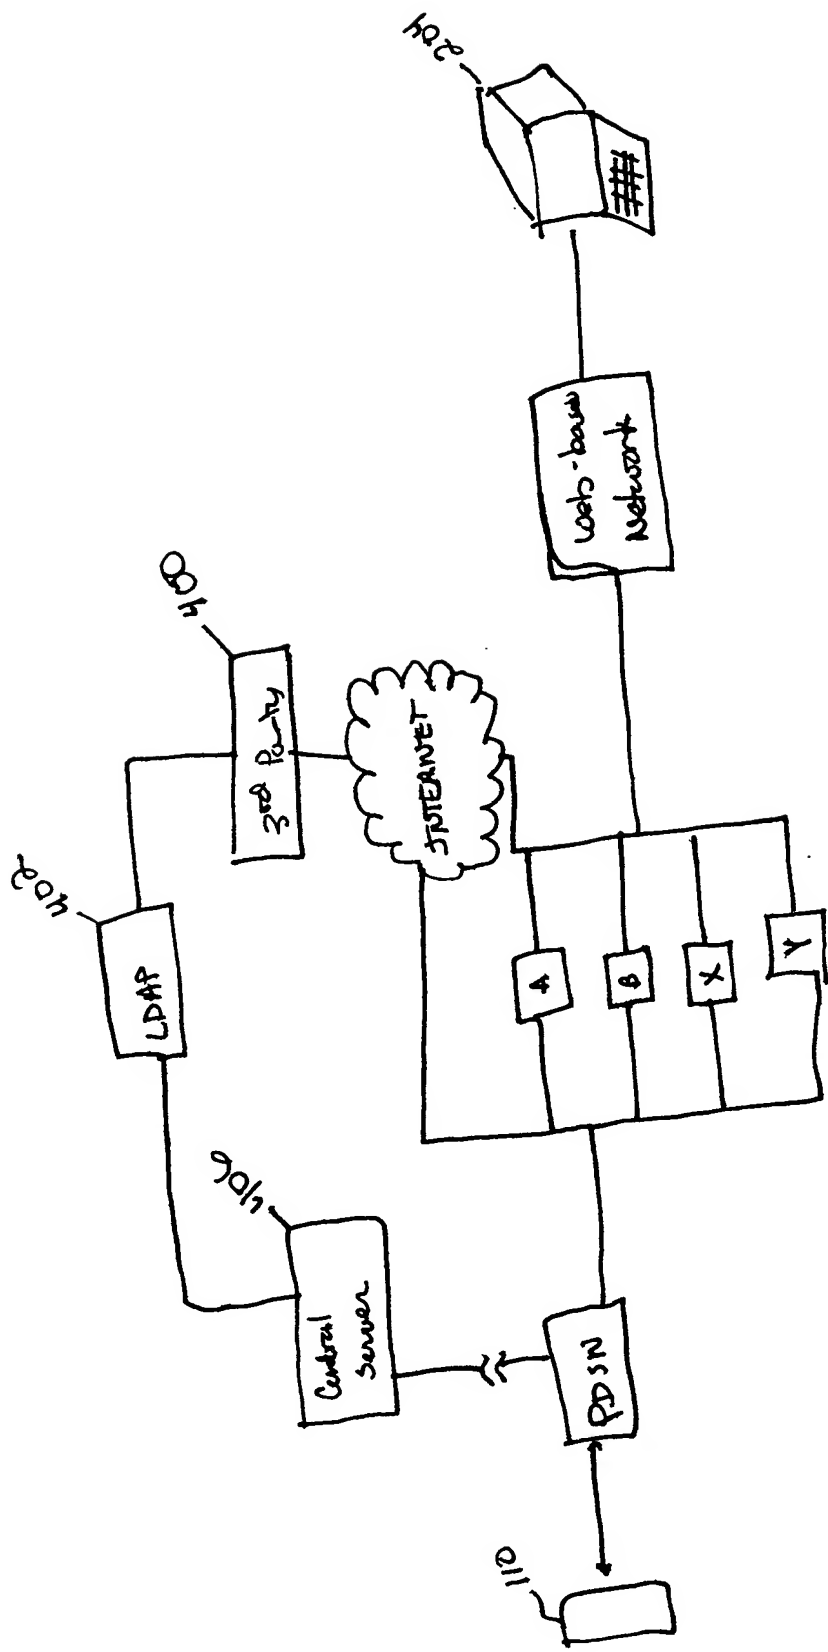 402
LDAP
406
400
Central
Server
3rd Party
INTERNET
204
110
PDSN
A
B
X
Y
Web-based
Network